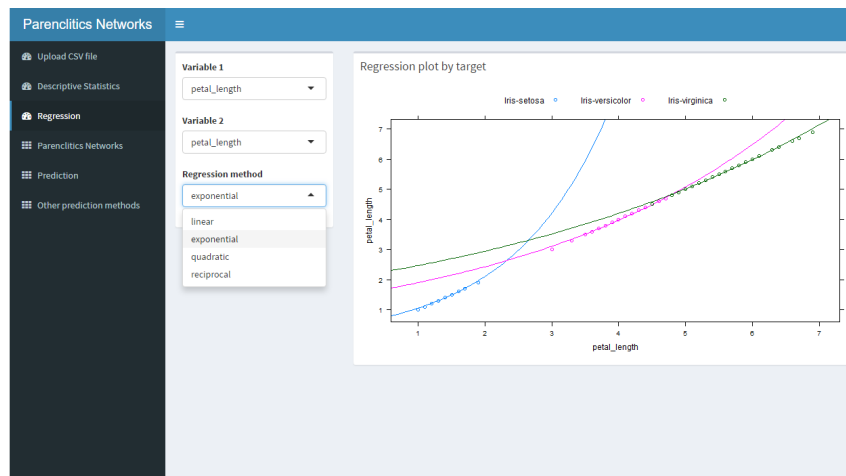 Parenclitics Networks
Upload CSV file
Descriptive Statistics
Regression
Parenclitics Networks
Prediction
Other prediction methods
Variable 1
petal_length
Variable 2
petal_length
Regression method
exponential
linear
exponential
quadratic
reciprocal
Regression plot by target
Iris-setosa Iris-versicolor Iris-virginica
7
6
5
4
3
2
1
petal_length
1 2 3 4 5 6 7
petal_length